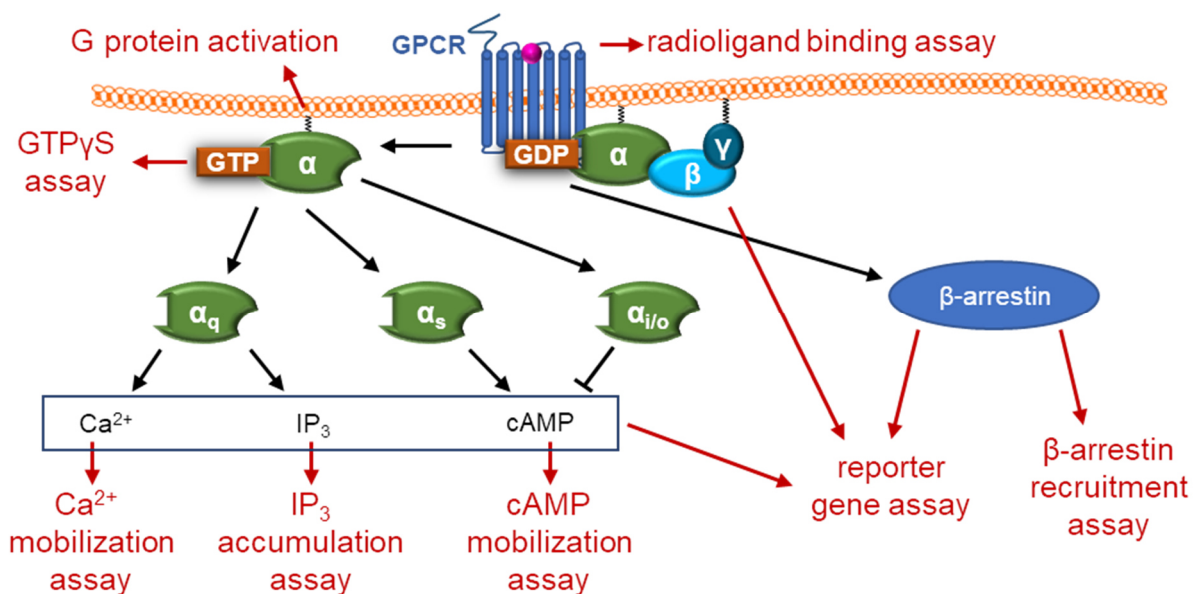 G protein activation
GPCR
radioligand binding assay
GTPγS
assay
GTP
α
GDP
α
β
γ
αq
αs
αi/o
β-arrestin
Ca²⁺
IP₃
cAMP
Ca²⁺
mobilization
assay
IP₃
accumulation
assay
cAMP
mobilization
assay
reporter
gene assay
β-arrestin
recruitment
assay